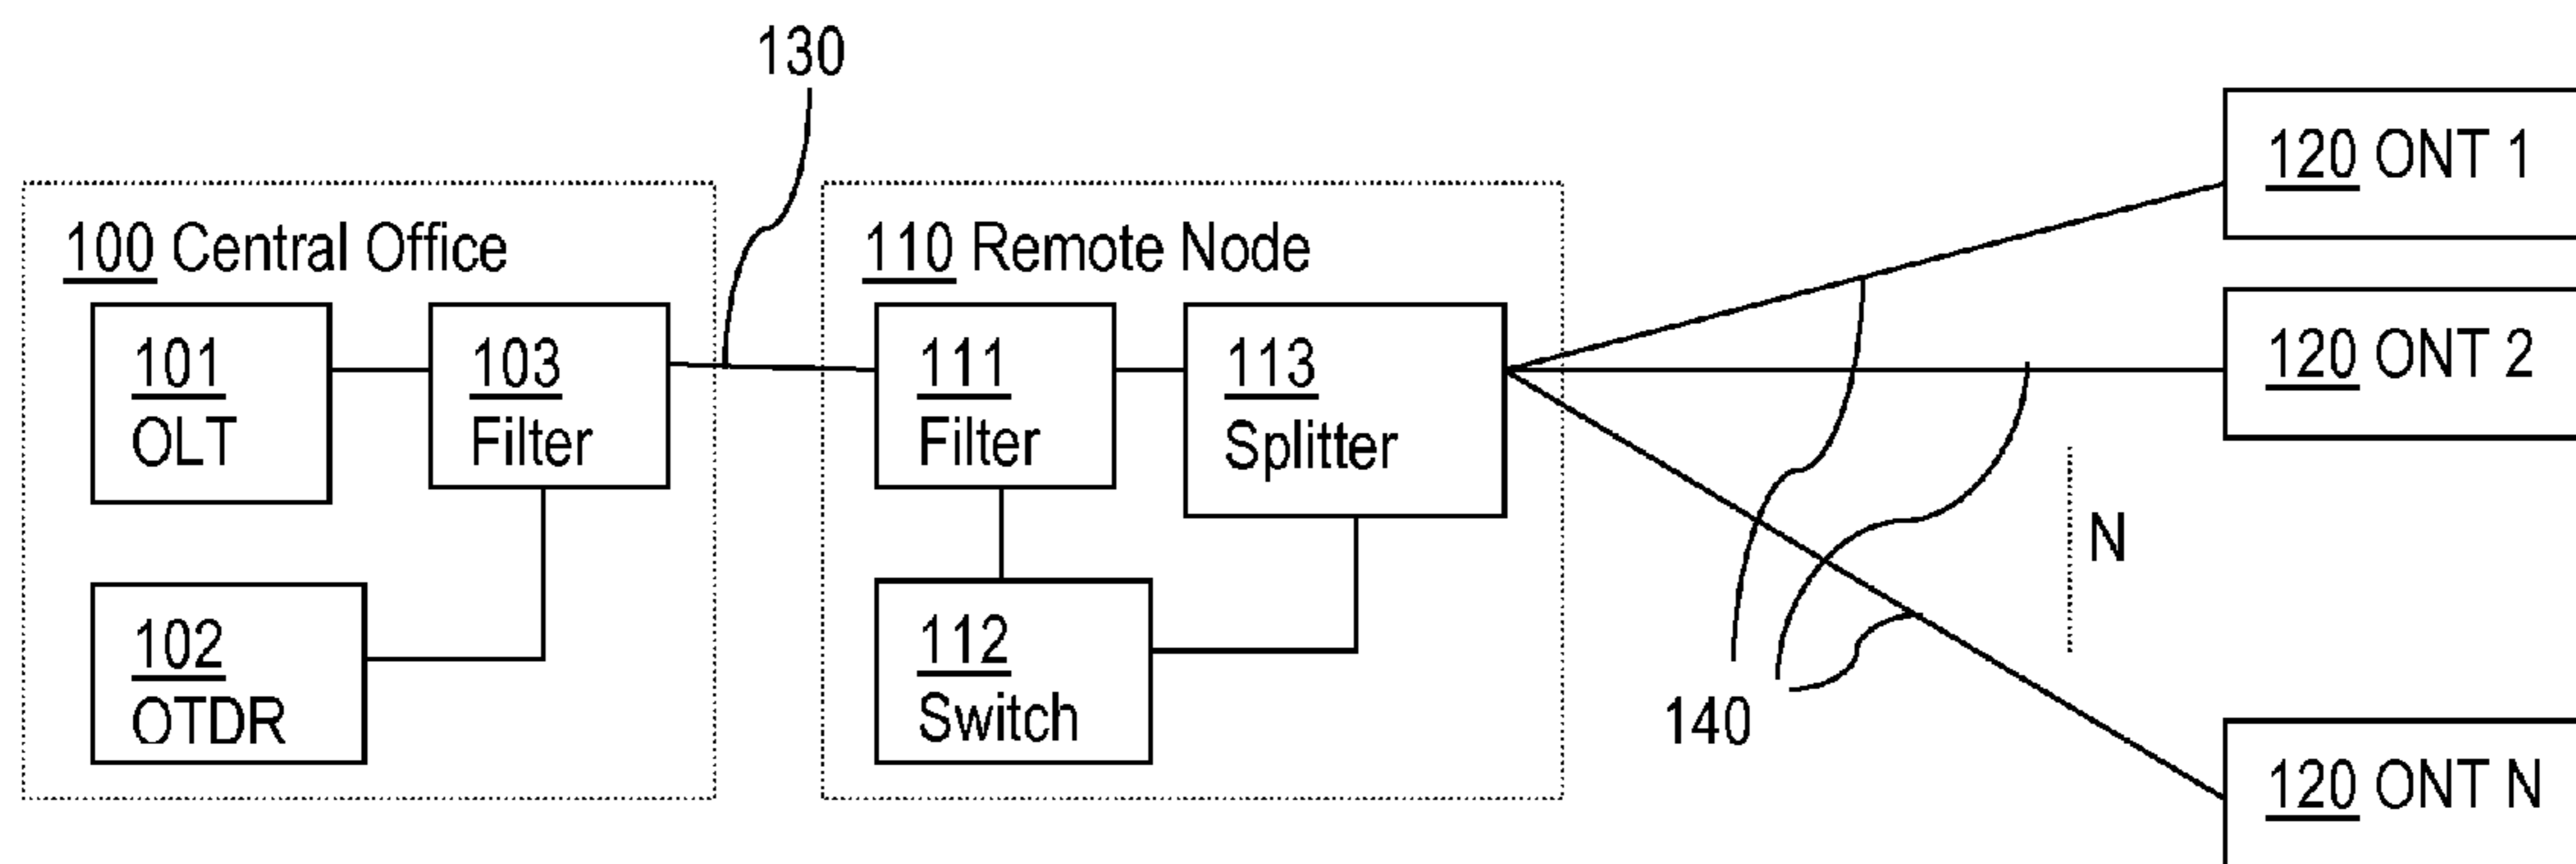 130
100 Central Office
101
OLT
103
Filter
102
OTDR
110 Remote Node
111
Filter
113
Splitter
112
Switch
120 ONT 1
120 ONT 2
N
140
120 ONT N